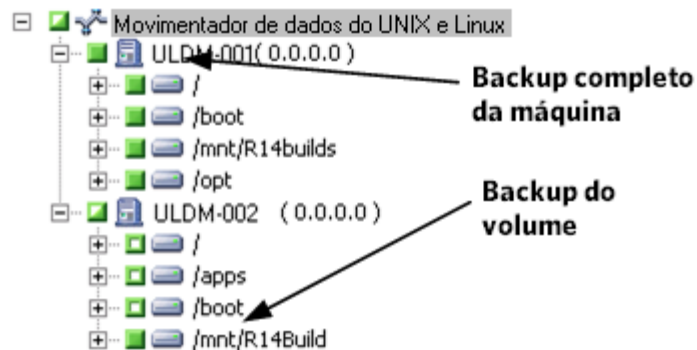 Movimentador de dados do UNIX e Linux
ULDM-001( 0.0.0.0 )
/
/boot
/mnt/R14builds
/opt
ULDM-002 ( 0.0.0.0 )
/
/apps
/boot
/mnt/R14Build
Backup completo
da máquina
Backup do
volume